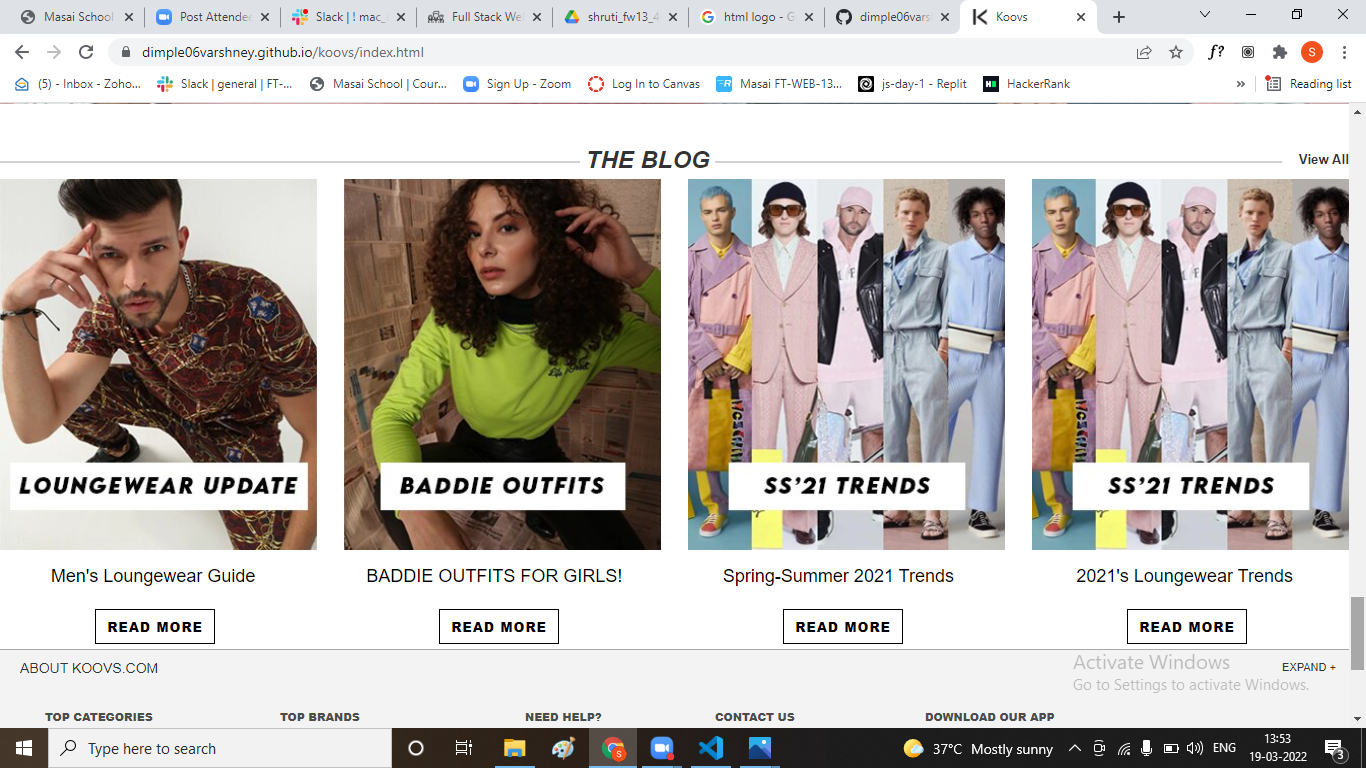 Masai School
Post Attende
Slack | ! mac_
Full Stack We
shruti_fw13_4
html logo - G
dimple06varsh
Koovs
dimple06varshney.github.io/koovs/index.html
S
(5) - Inbox - Zoho...
Slack | general | FT-...
Masai School | Cour...
Sign Up - Zoom
Log In to Canvas
Masai FT-WEB-13...
js-day-1 - Replit
HackerRank
»
Reading list
THE BLOG
View All
LOUNGEWEAR UPDATE
BADDIE OUTFITS
SS’21 TRENDS
SS’21 TRENDS
Men's Loungewear Guide
BADDIE OUTFITS FOR GIRLS!
Spring-Summer 2021 Trends
2021's Loungewear Trends
READ MORE
READ MORE
READ MORE
READ MORE
ABOUT KOOVS.COM
EXPAND +
Activate Windows
Go to Settings to activate Windows.
TOP CATEGORIES
TOP BRANDS
NEED HELP?
CONTACT US
DOWNLOAD OUR APP
Type here to search
37°C Mostly sunny
ENG
13:53
19-03-2022
3